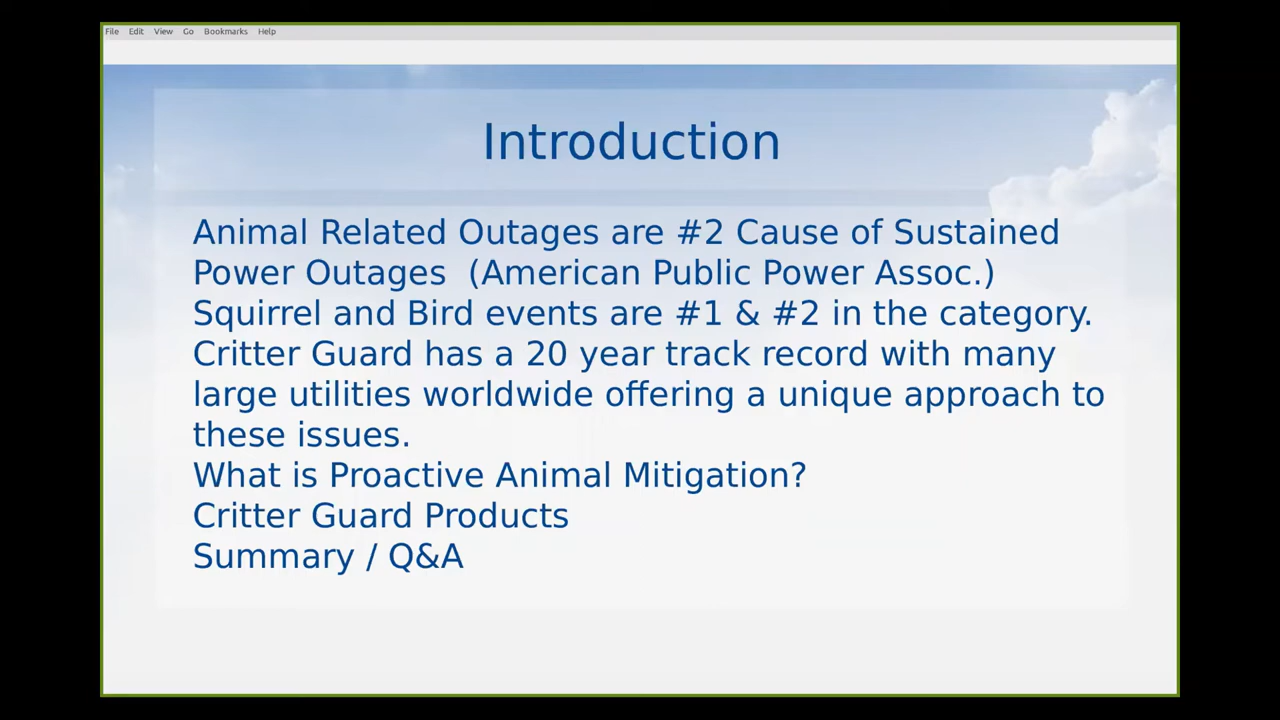 File Edit View Go Bookmarks Help
Introduction
Animal Related Outages are #2 Cause of Sustained
Power Outages  (American Public Power Assoc.)
Squirrel and Bird events are #1 & #2 in the category.
Critter Guard has a 20 year track record with many
large utilities worldwide offering a unique approach to
these issues.
What is Proactive Animal Mitigation?
Critter Guard Products
Summary / Q&A